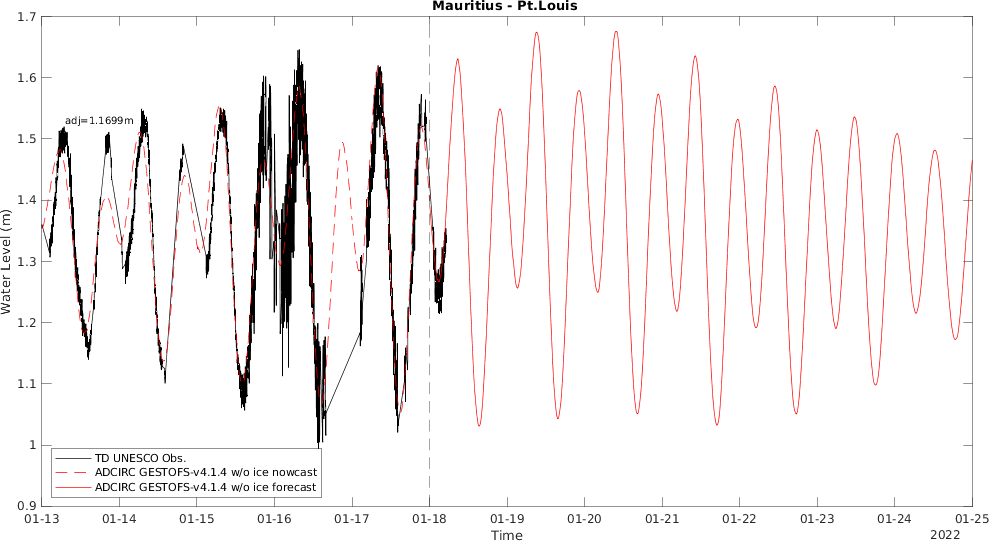 Mauritius - Pt.Louis
1.7
1.6
1.5
1.4
1.3
1.2
1.1
1
0.9
Water Level (m)
adj=1.1699m
TD UNESCO Obs.
ADCIRC GESTOFS-v4.1.4 w/o ice nowcast
ADCIRC GESTOFS-v4.1.4 w/o ice forecast
01-13 01-14 01-15 01-16 01-17 01-18 01-19 01-20 01-21 01-22 01-23 01-24 01-25
Time
2022